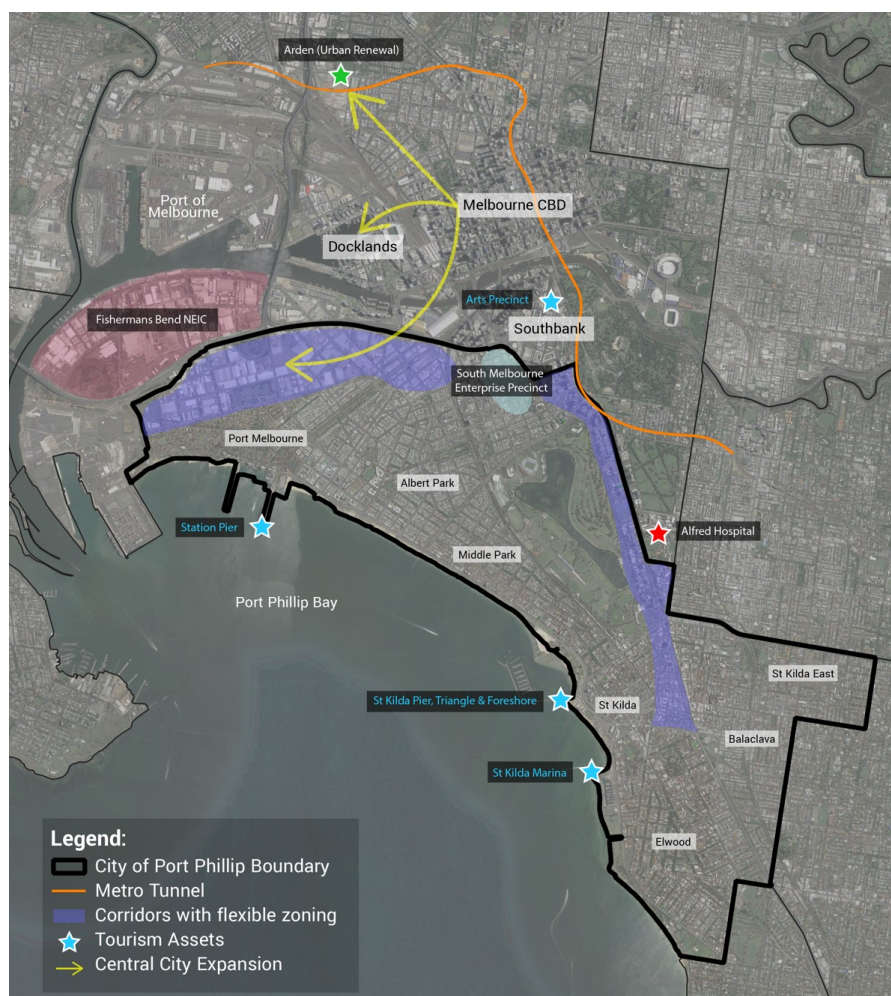 Arden (Urban Renewal)
Port of
Melbourne
Melbourne CBD
Docklands
Arts Precinct
Southbank
Fishermans Bend NEIC
South Melbourne
Enterprise Precinct
Port Melbourne
Albert Park
Station Pier
Alfred Hospital
Middle Park
Port Phillip Bay
St Kilda East
St Kilda Pier, Triangle & Foreshore
St Kilda
Balaclava
St Kilda Marina
Elwood
Legend:
City of Port Phillip Boundary
Metro Tunnel
Corridors with flexible zoning
Tourism Assets
Central City Expansion